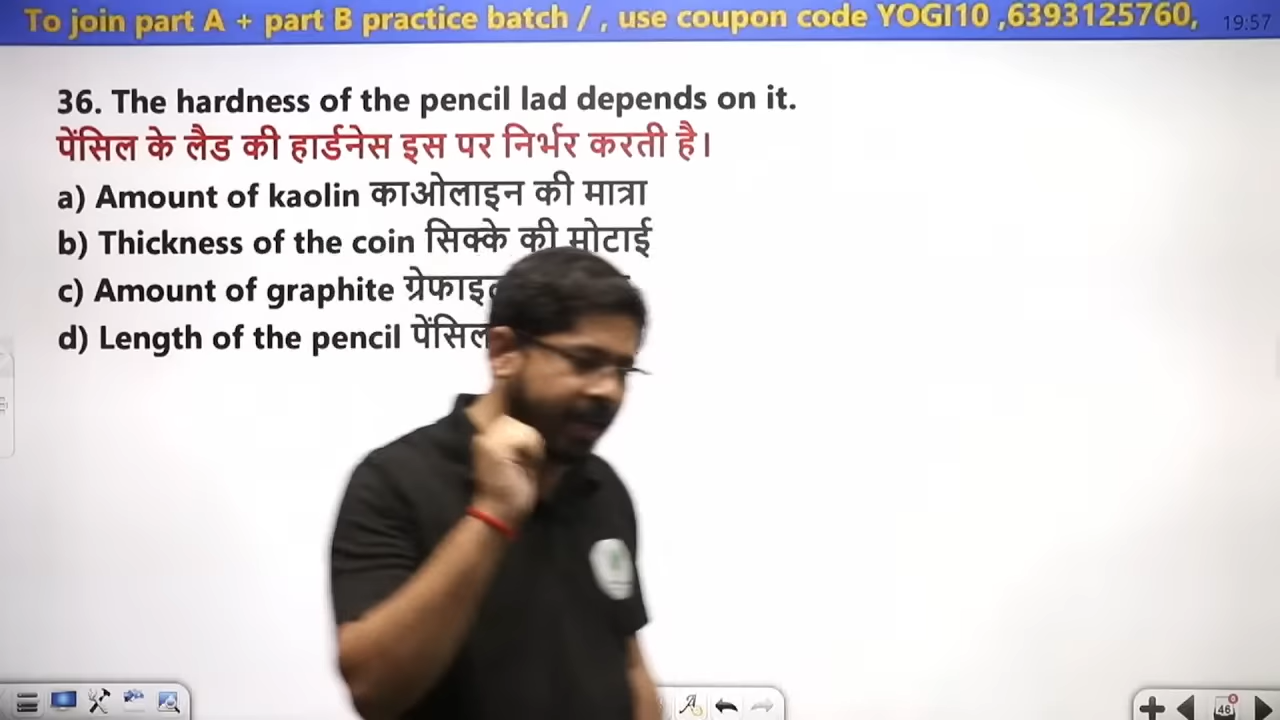 To join part A + part B practice batch / , use coupon code YOGI10 ,6393125760,
19:57
36. The hardness of the pencil lad depends on it.
पेंसिल के लैड की हार्डनेस इस पर निर्भर करती है।
a) Amount of kaolin काओलाइन की मात्रा
b) Thickness of the coin सिक्के की मोटाई
c) Amount of graphite
d) Length of the pencil
46